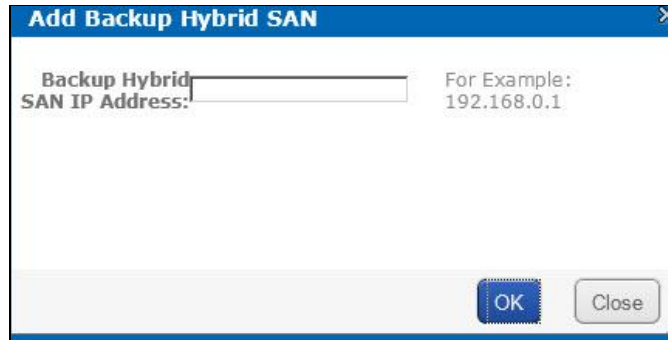 Add Backup Hybrid SAN
Backup Hybrid
SAN IP Address:
For Example:
192.168.0.1
OK
Close